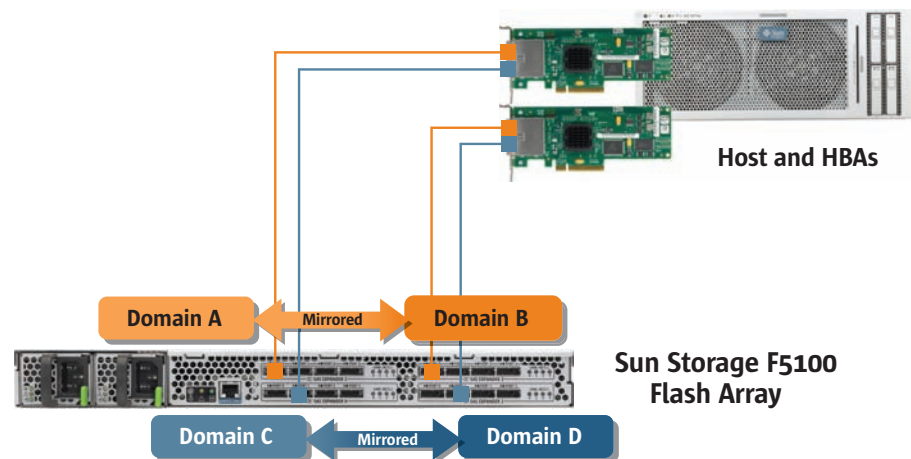 Host and HBAs
Domain A
Mirrored
Domain B
Sun Storage F5100
Flash Array
Domain C
Mirrored
Domain D